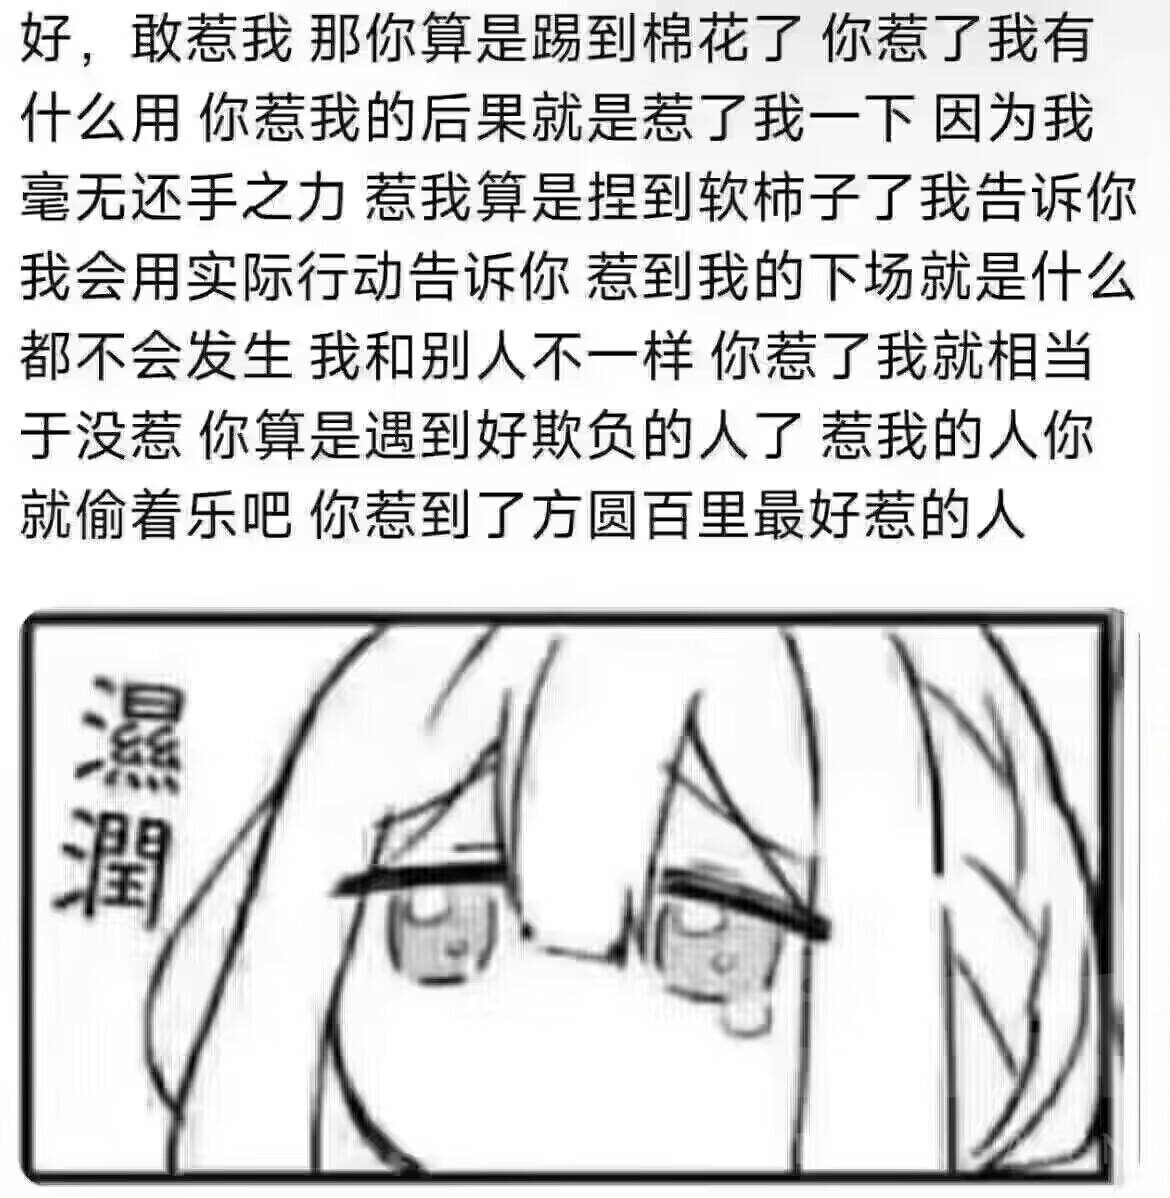 好，敢惹我 那你算是踢到棉花了 你惹了我有
什么用 你惹我的后果就是惹了我一下 因为我
毫无还手之力 惹我算是捏到软柿子了我告诉你
我会用实际行动告诉你 惹到我的下场就是什么
都不会发生 我和别人不一样 你惹了我就相当
于没惹 你算是遇到好欺负的人了 惹我的人你
就偷着乐吧 你惹到了方圆百里最好惹的人
濕潤